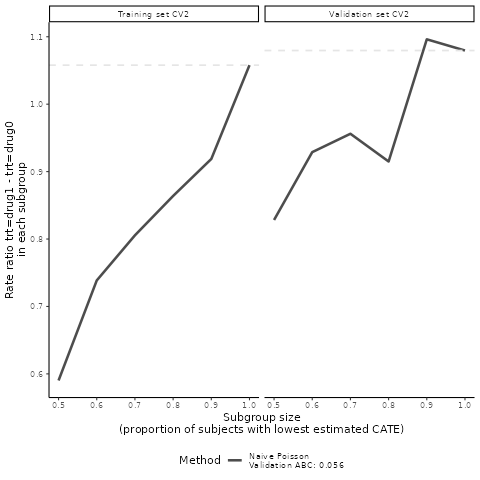 Training set CV2
Validation set CV2
Rate ratio trt=drug1 - trt=drug0
in each subgroup
1.1
1.0
0.9
0.8
0.7
0.6
0.5
0.6
0.7
0.8
0.9
1.0
0.5
0.6
0.7
0.8
0.9
1.0
Subgroup size
(proportion of subjects with lowest estimated CATE)
Method
Naive Poisson
Validation ABC: 0.056